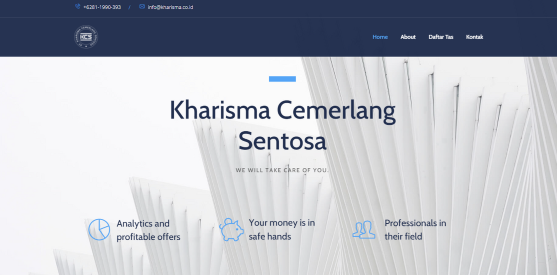 +6281-1990-393 | info@kharisma.co.id
KCS
Home About Daftar Tas Kontak
Kharisma Cemerlang
Sentosa
WE WILL TAKE CARE OF YOU.
Analytics and
profitable offers
Your money is in
safe hands
Professionals in
their field